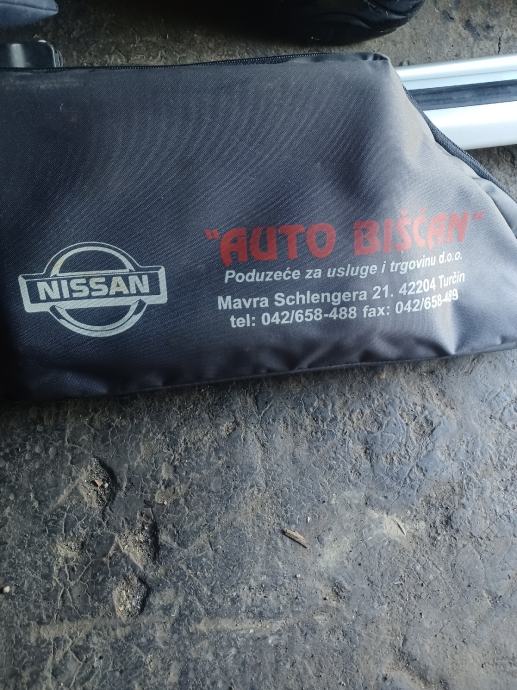 NISSAN
"AUTO BIŠĆAN"
Poduzeće za usluge i trgovinu d.o.o.
Mavra Schlengera 21. 42204 Turčin
tel: 042/658-488 fax: 042/658-489